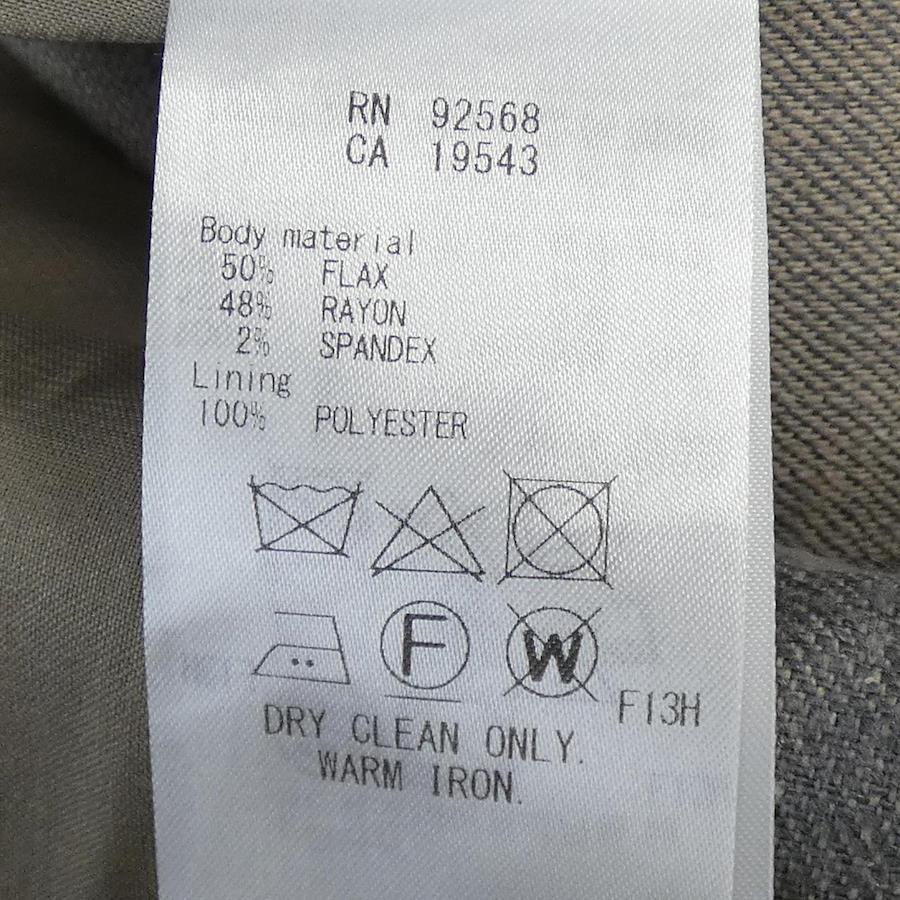 RN 92568
CA 19543
Body material
50% FLAX
48% RAYON
2% SPANDEX
Lining
100% POLYESTER
F W
F13H
DRY CLEAN ONLY.
WARM IRON.